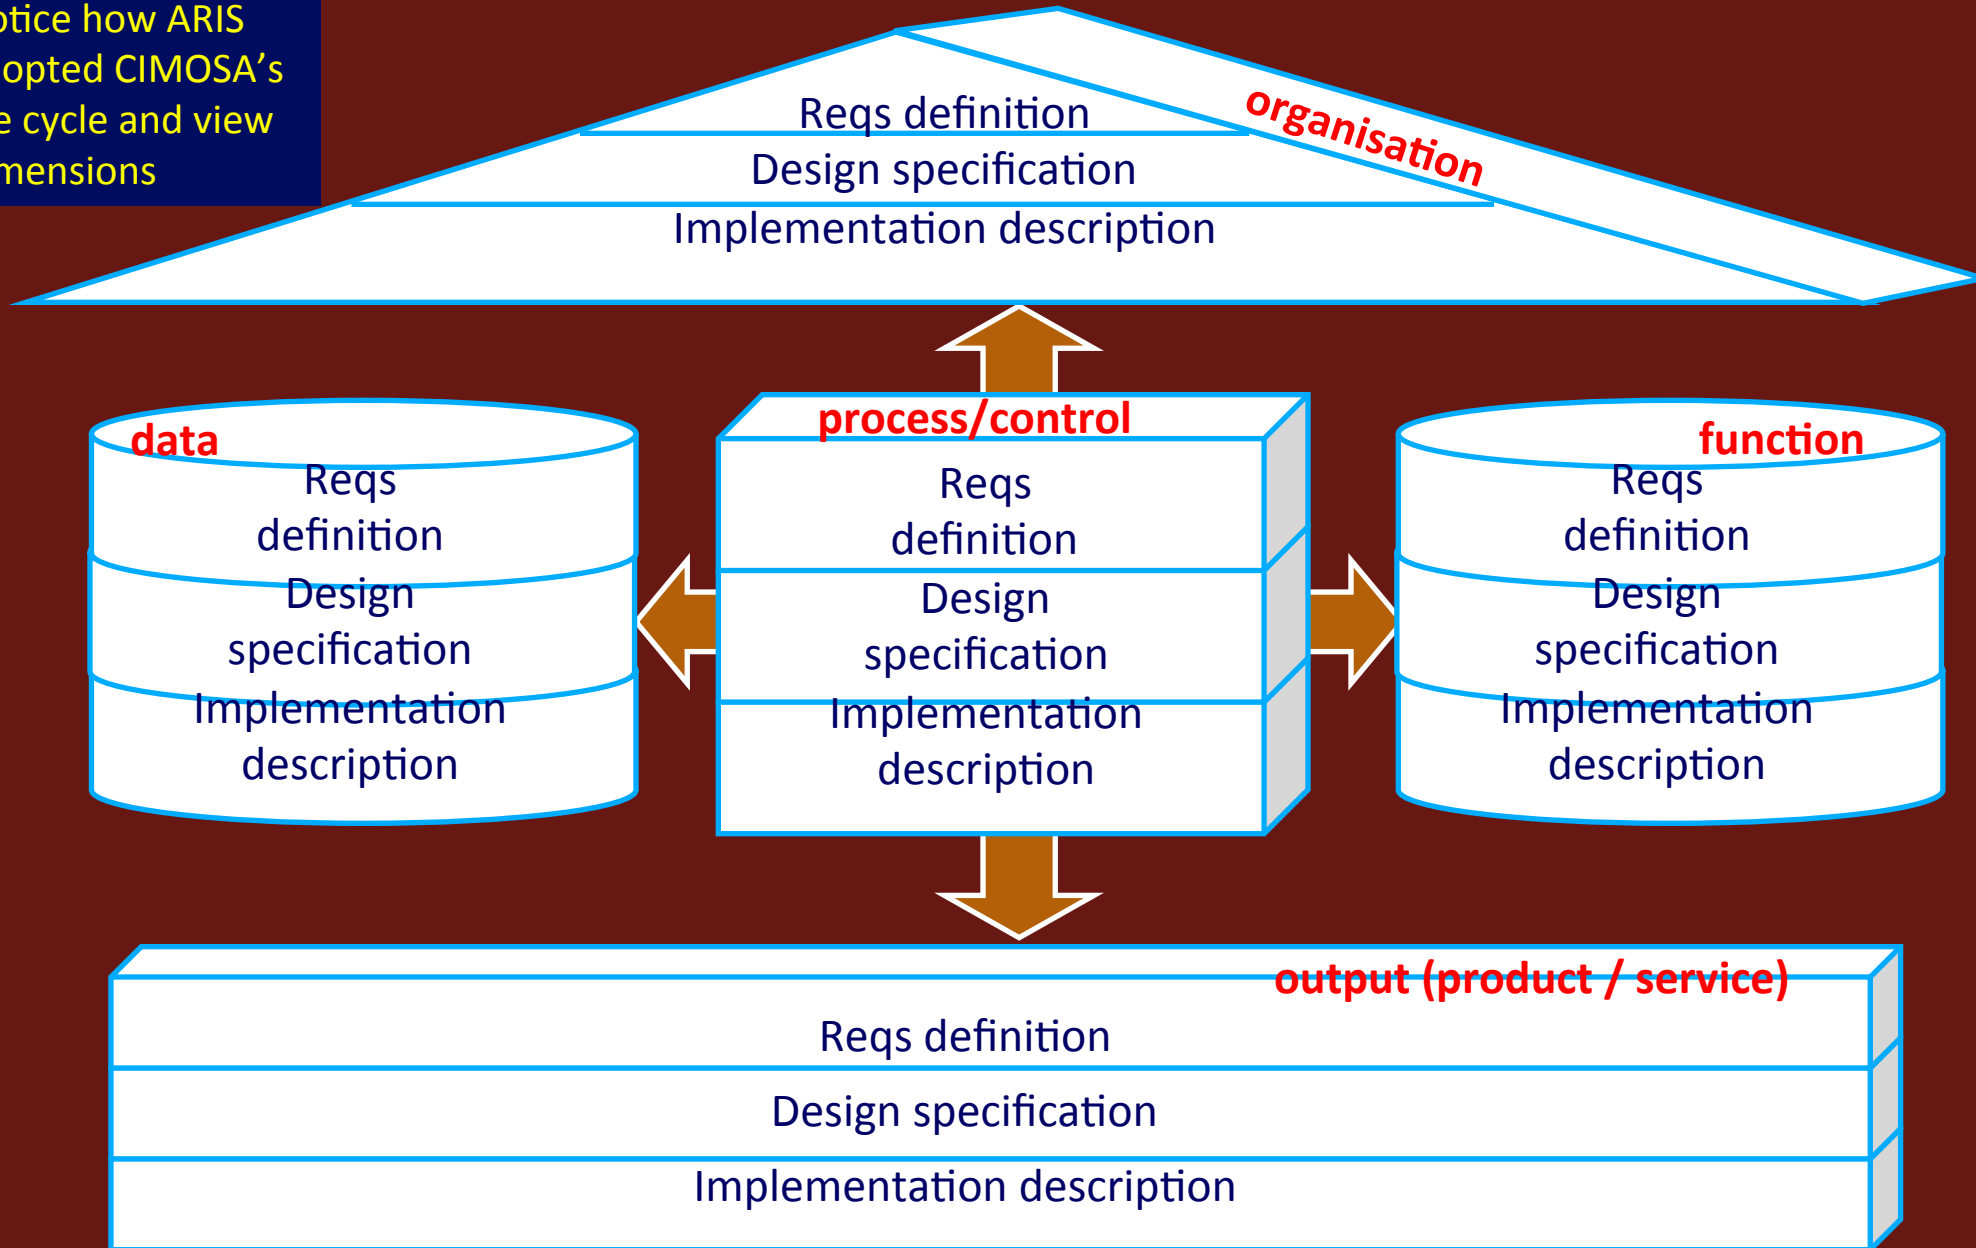 otice how ARIS
opted CIMOSA’s
e cycle and view
mensions
organisation
Reqs definition
Design specification
Implementation description
data
Reqs
definition
Design
specification
Implementation
description
process/control
Reqs
definition
Design
specification
Implementation
description
function
Reqs
definition
Design
specification
Implementation
description
output (product / service)
Reqs definition
Design specification
Implementation description